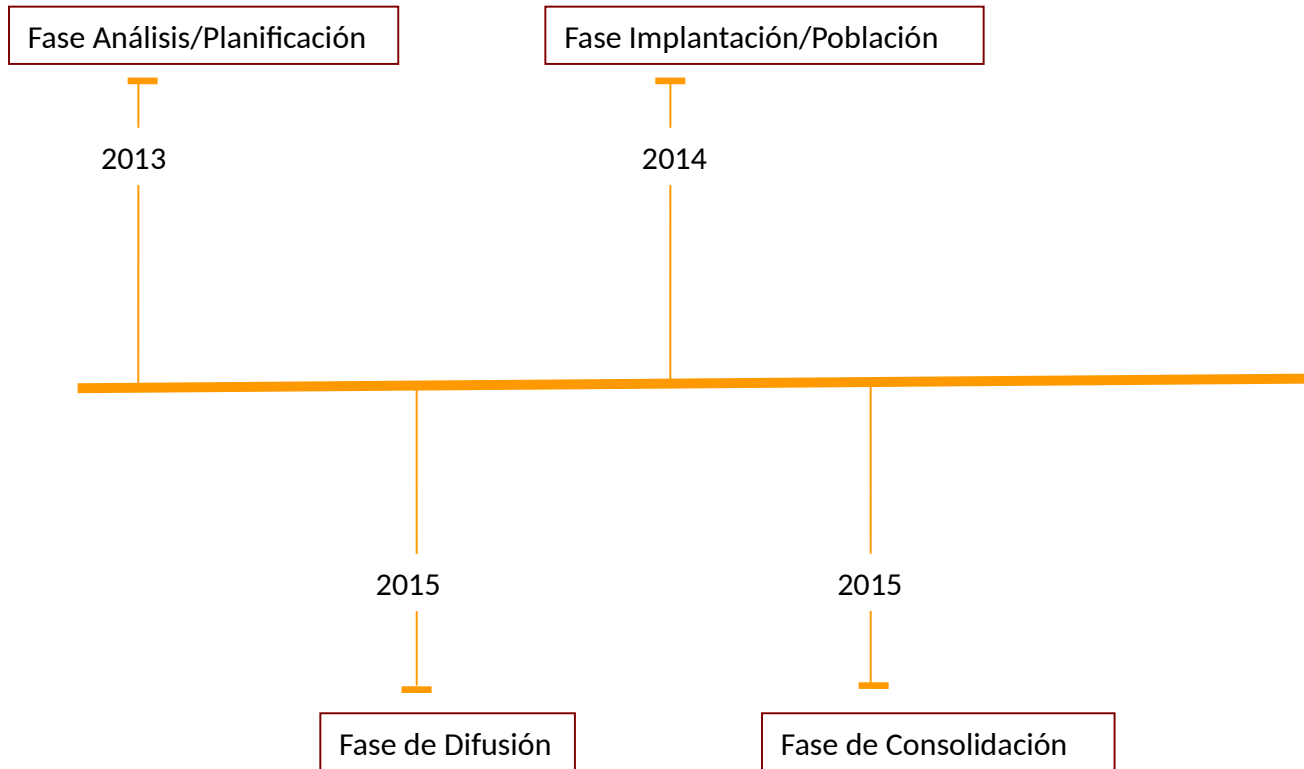 Fase Análisis/Planificación
Fase Implantación/Población
2013
2014
2015
2015
Fase de Difusión
Fase de Consolidación